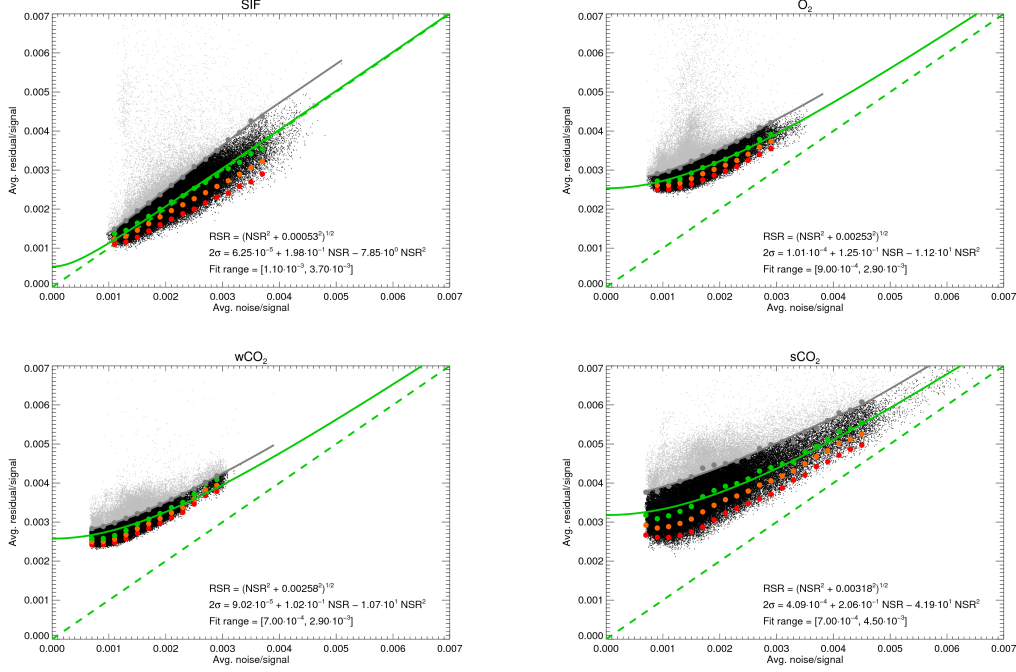 SIF
0.007
0.006
0.005
0.004
0.003
0.002
0.001
0.000
Avg. residual/signal
RSR = (NSR² + 0.00053²)^1/2
2σ = 6.25·10⁻⁵ + 1.98·10⁻¹ NSR − 7.85·10⁰ NSR²
Fit range = [1.10·10⁻³, 3.70·10⁻³]
0.000 0.001 0.002 0.003 0.004 0.005 0.006 0.007
Avg. noise/signal
O₂
0.007
0.006
0.005
0.004
0.003
0.002
0.001
0.000
Avg. residual/signal
RSR = (NSR² + 0.00253²)^1/2
2σ = 1.01·10⁻⁴ + 1.25·10⁻¹ NSR − 1.12·10¹ NSR²
Fit range = [9.00·10⁻⁴, 2.90·10⁻³]
0.000 0.001 0.002 0.003 0.004 0.005 0.006 0.007
Avg. noise/signal
wCO₂
0.007
0.006
0.005
0.004
0.003
0.002
0.001
0.000
Avg. residual/signal
RSR = (NSR² + 0.00258²)^1/2
2σ = 9.02·10⁻⁵ + 1.02·10⁻¹ NSR − 1.07·10¹ NSR²
Fit range = [7.00·10⁻⁴, 2.90·10⁻³]
0.000 0.001 0.002 0.003 0.004 0.005 0.006 0.007
Avg. noise/signal
sCO₂
0.007
0.006
0.005
0.004
0.003
0.002
0.001
0.000
Avg. residual/signal
RSR = (NSR² + 0.00318²)^1/2
2σ = 4.09·10⁻⁴ + 2.06·10⁻¹ NSR − 4.19·10¹ NSR²
Fit range = [7.00·10⁻⁴, 4.50·10⁻³]
0.000 0.001 0.002 0.003 0.004 0.005 0.006 0.007
Avg. noise/signal